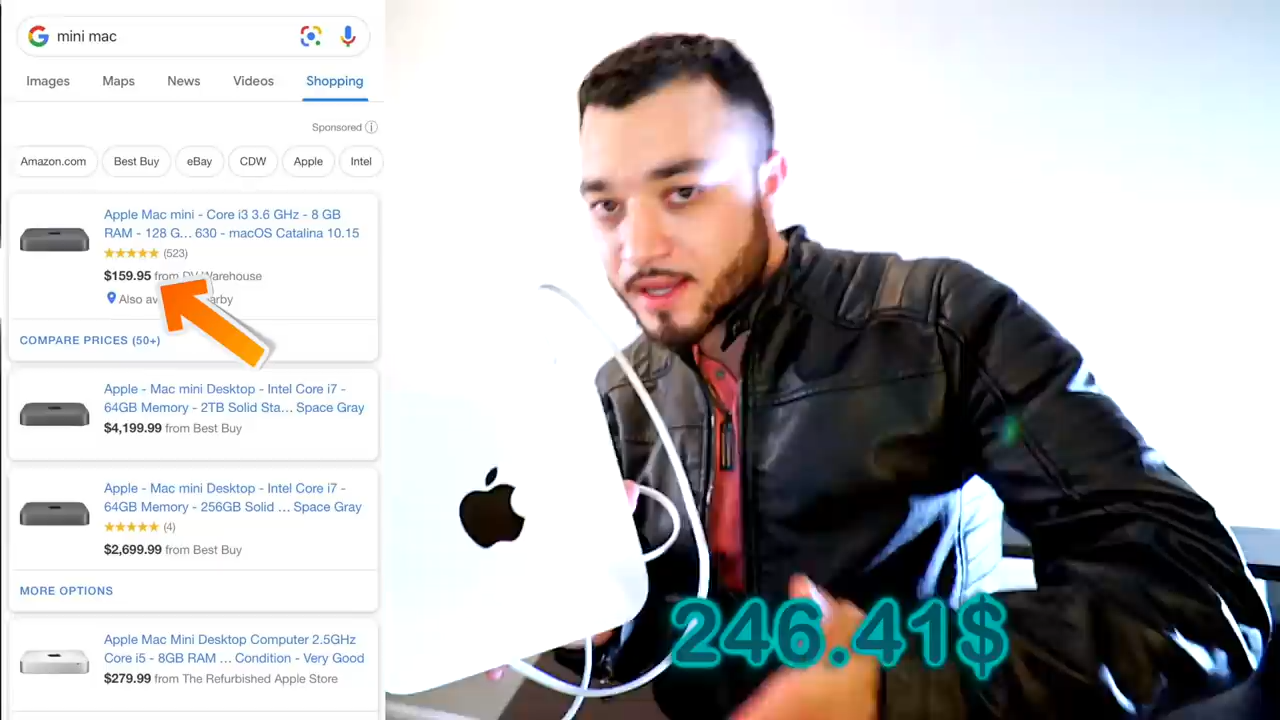 mini mac
Images Maps News Videos Shopping
Sponsored
Amazon.com Best Buy eBay CDW Apple Intel
Apple Mac mini - Core i3 3.6 GHz - 8 GB
RAM - 128 G... 630 - macOS Catalina 10.15
(523)
$159.95 from DV Warehouse
Also
COMPARE PRICES (50+)
Apple - Mac mini Desktop - Intel Core i7 -
64GB Memory - 2TB Solid Sta... Space Gray
$4,199.99 from Best Buy
Apple - Mac mini Desktop - Intel Core i7 -
64GB Memory - 256GB Solid ... Space Gray
(4)
$2,699.99 from Best Buy
MORE OPTIONS
Apple Mac Mini Desktop Computer 2.5GHz
Core i5 - 8GB RAM ... Condition - Very Good
$279.99 from The Refurbished Apple Store
246.41$